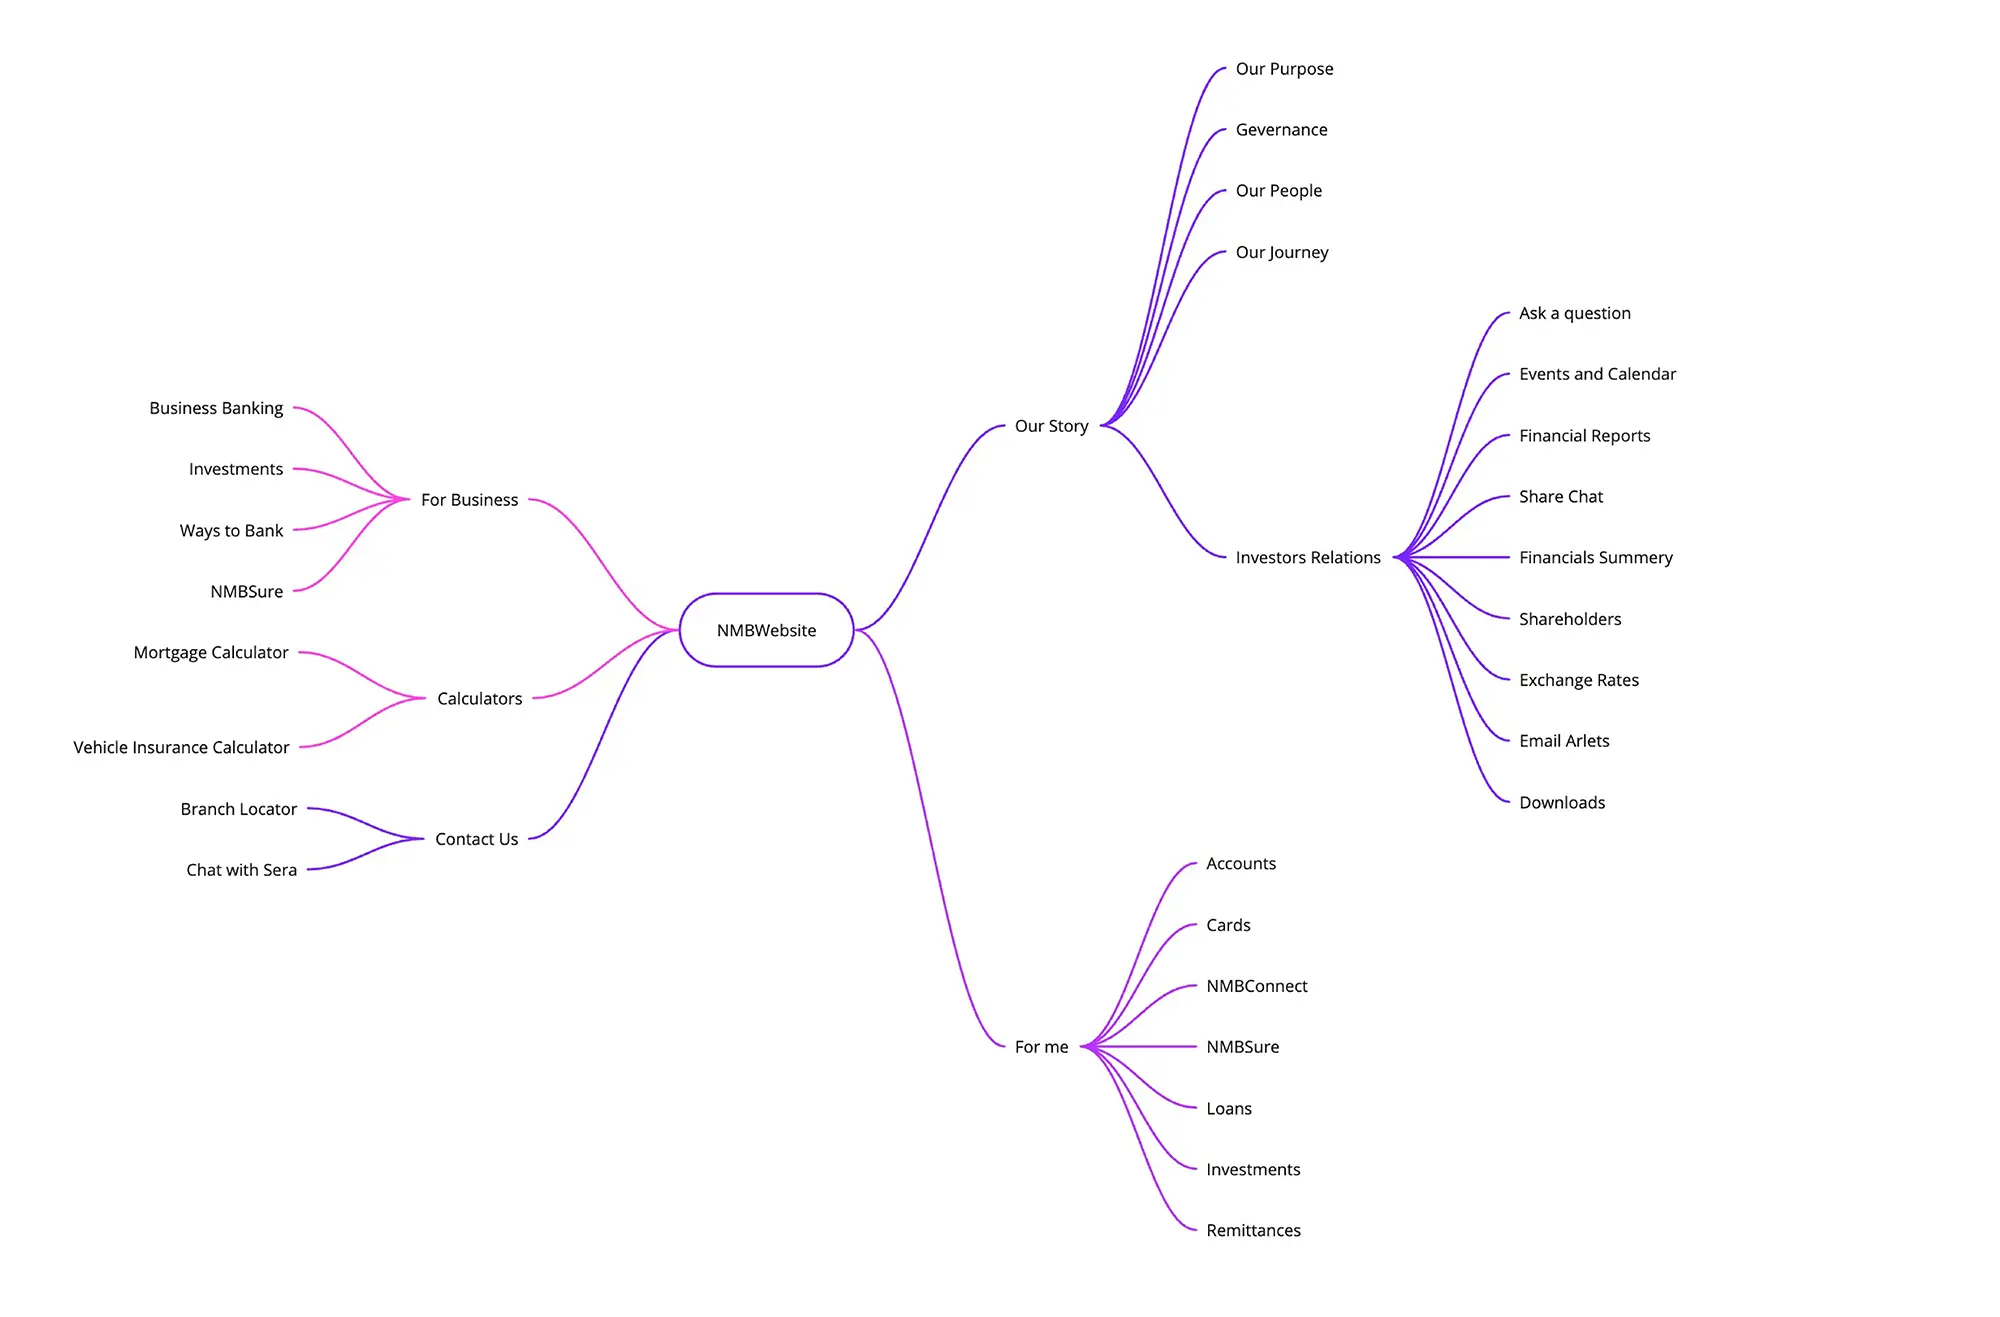 NMBWebsite
Our Story
Our Purpose
Gevernance
Our People
Our Journey
Investors Relations
Ask a question
Events and Calendar
Financial Reports
Share Chat
Financials Summery
Shareholders
Exchange Rates
Email Arlets
Downloads
For me
Accounts
Cards
NMBConnect
NMBSure
Loans
Investments
Remittances
For Business
Business Banking
Investments
Ways to Bank
NMBSure
Calculators
Mortgage Calculator
Vehicle Insurance Calculator
Contact Us
Branch Locator
Chat with Sera